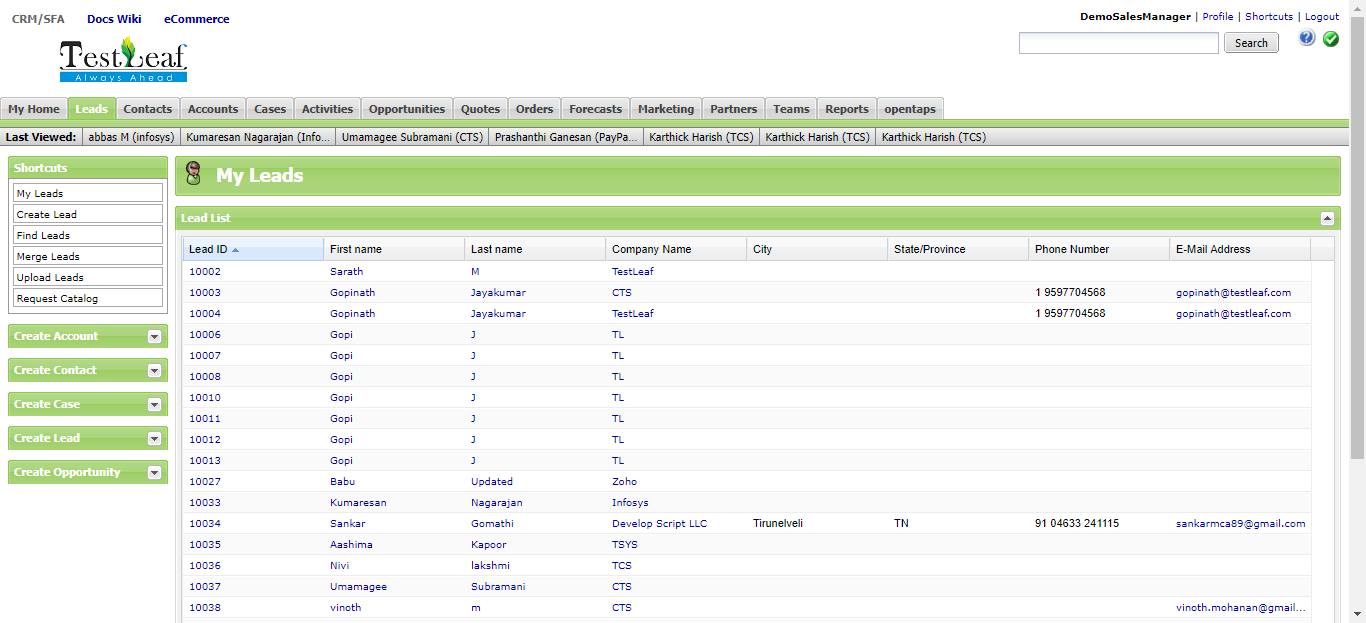 CRM/SFA Docs Wiki eCommerce
DemoSalesManager | Profile | Shortcuts | Logout
TestLeaf
Always Ahead
Search
My Home Leads Contacts Accounts Cases Activities Opportunities Quotes Orders Forecasts Marketing Partners Teams Reports opentaps
Last Viewed: abbas M (infosys) Kumaresan Nagarajan (Info... Umamagee Subramani (CTS) Prashanthi Ganesan (PayPa... Karthick Harish (TCS) Karthick Harish (TCS) Karthick Harish (TCS)
Shortcuts
My Leads
Create Lead
Find Leads
Merge Leads
Upload Leads
Request Catalog
Create Account
Create Contact
Create Case
Create Lead
Create Opportunity
My Leads
Lead List
Lead ID First name Last name Company Name City State/Province Phone Number E-Mail Address
10002 Sarath M TestLeaf
10003 Gopinath Jayakumar CTS 1 9597704568 gopinath@testleaf.com
10004 Gopinath Jayakumar TestLeaf 1 9597704568 gopinath@testleaf.com
10006 Gopi J TL
10007 Gopi J TL
10008 Gopi J TL
10010 Gopi J TL
10011 Gopi J TL
10012 Gopi J TL
10013 Gopi J TL
10027 Babu Updated Zoho
10033 Kumaresan Nagarajan Infosys
10034 Sankar Gomathi Develop Script LLC Tirunelveli TN 91 04633 241115 sankarmca89@gmail.com
10035 Aashima Kapoor TSYS
10036 Nivi lakshmi TCS
10037 Umamagee Subramani CTS
10038 vinoth m CTS vinoth.mohanan@gmail...